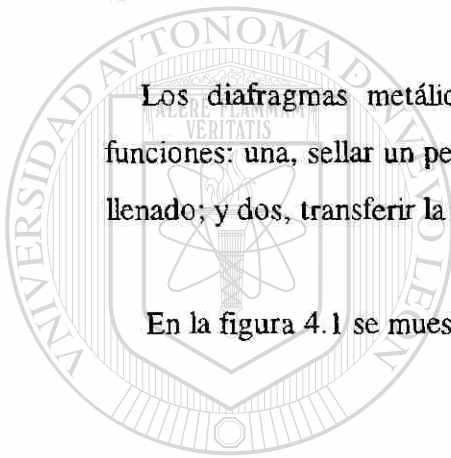 Los diafragmas metálic
funciones: una, sellar un pe
llenado; y dos, transferir la
En la figura 4.1 se mues
UNIVERSIDAD AUTONOMA DE NUEVO LEÓN
ALERE FLAMMAM
VERITATIS